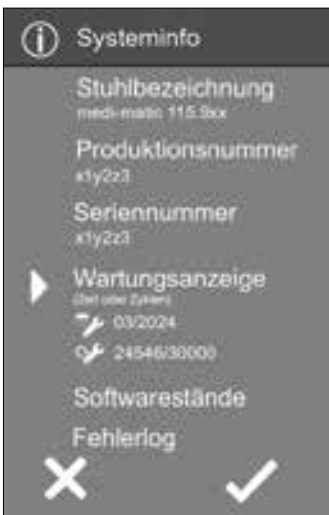 Systeminfo
Stuhlbezeichnung
medi-matic 115.9xx
Produktionsnummer
x1y2z3
Seriennummer
x1y2z3
Wartungsanzeige
(Zeit oder Zyklen)
03/2024
24546/30000
Softwarestände
Fehlerlog